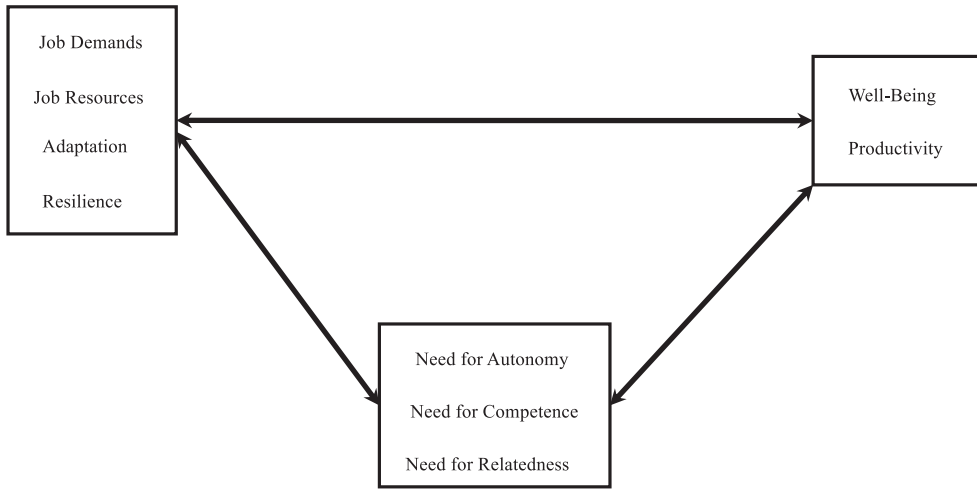 Job Demands
Job Resources
Adaptation
Resilience
Well-Being
Productivity
Need for Autonomy
Need for Competence
Need for Relatedness